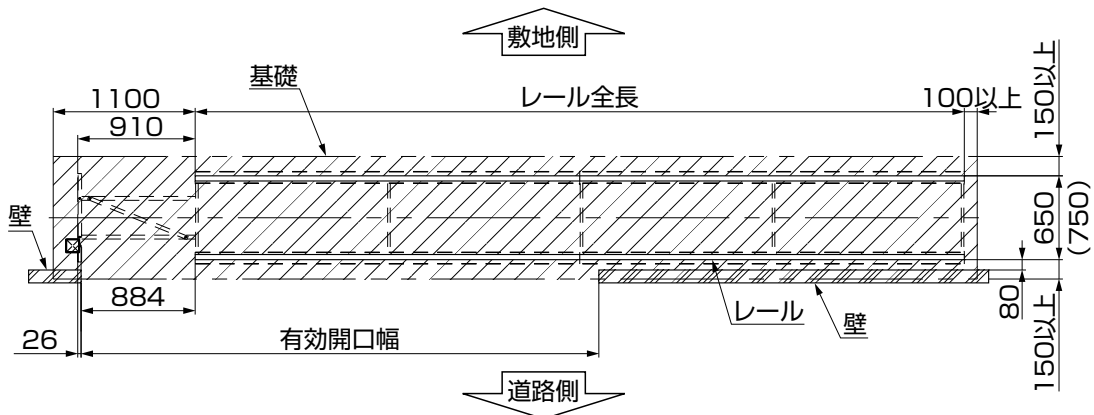 敷地側
基礎
1100
レール全長
100以上
150以上
910
壁
650
(750)
884
レール
壁
80
26
有効開口幅
150以上
道路側